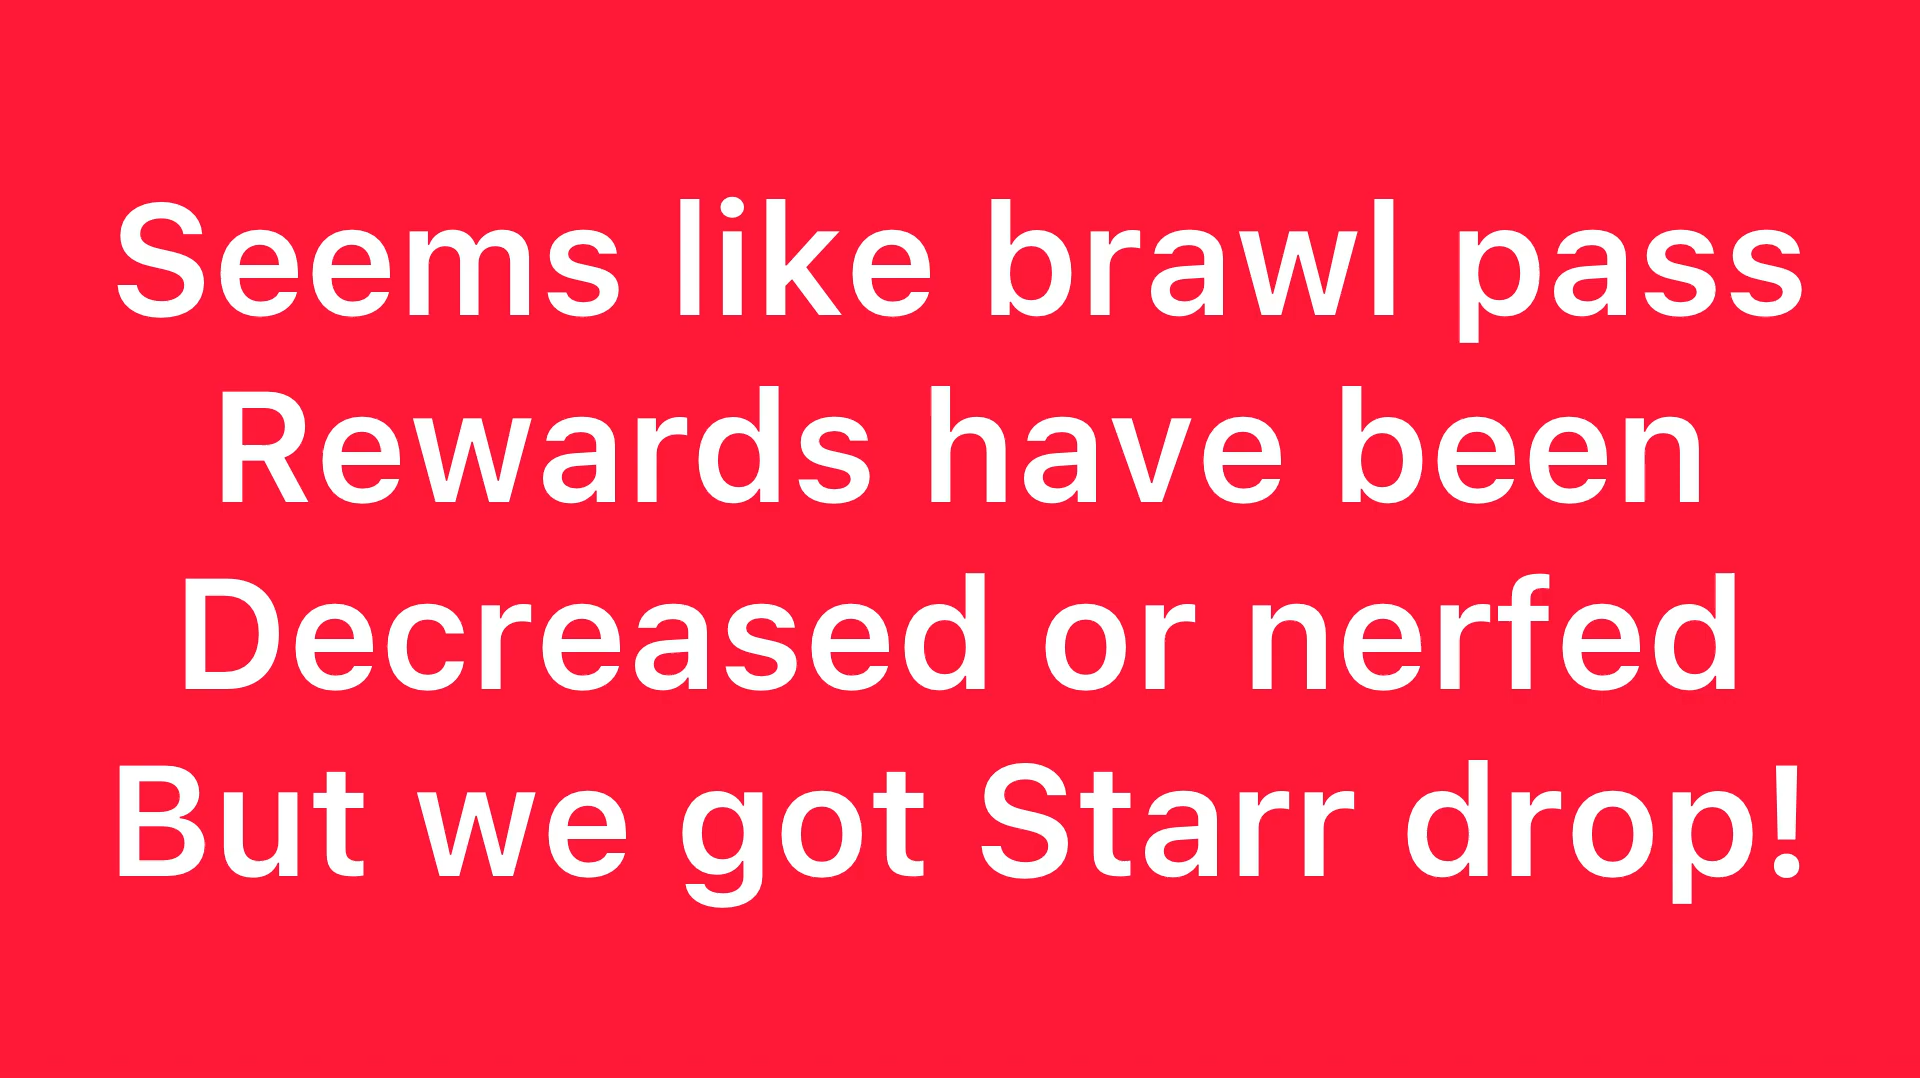 Seems like brawl pass
Rewards have been
Decreased or nerfed
But we got Starr drop!